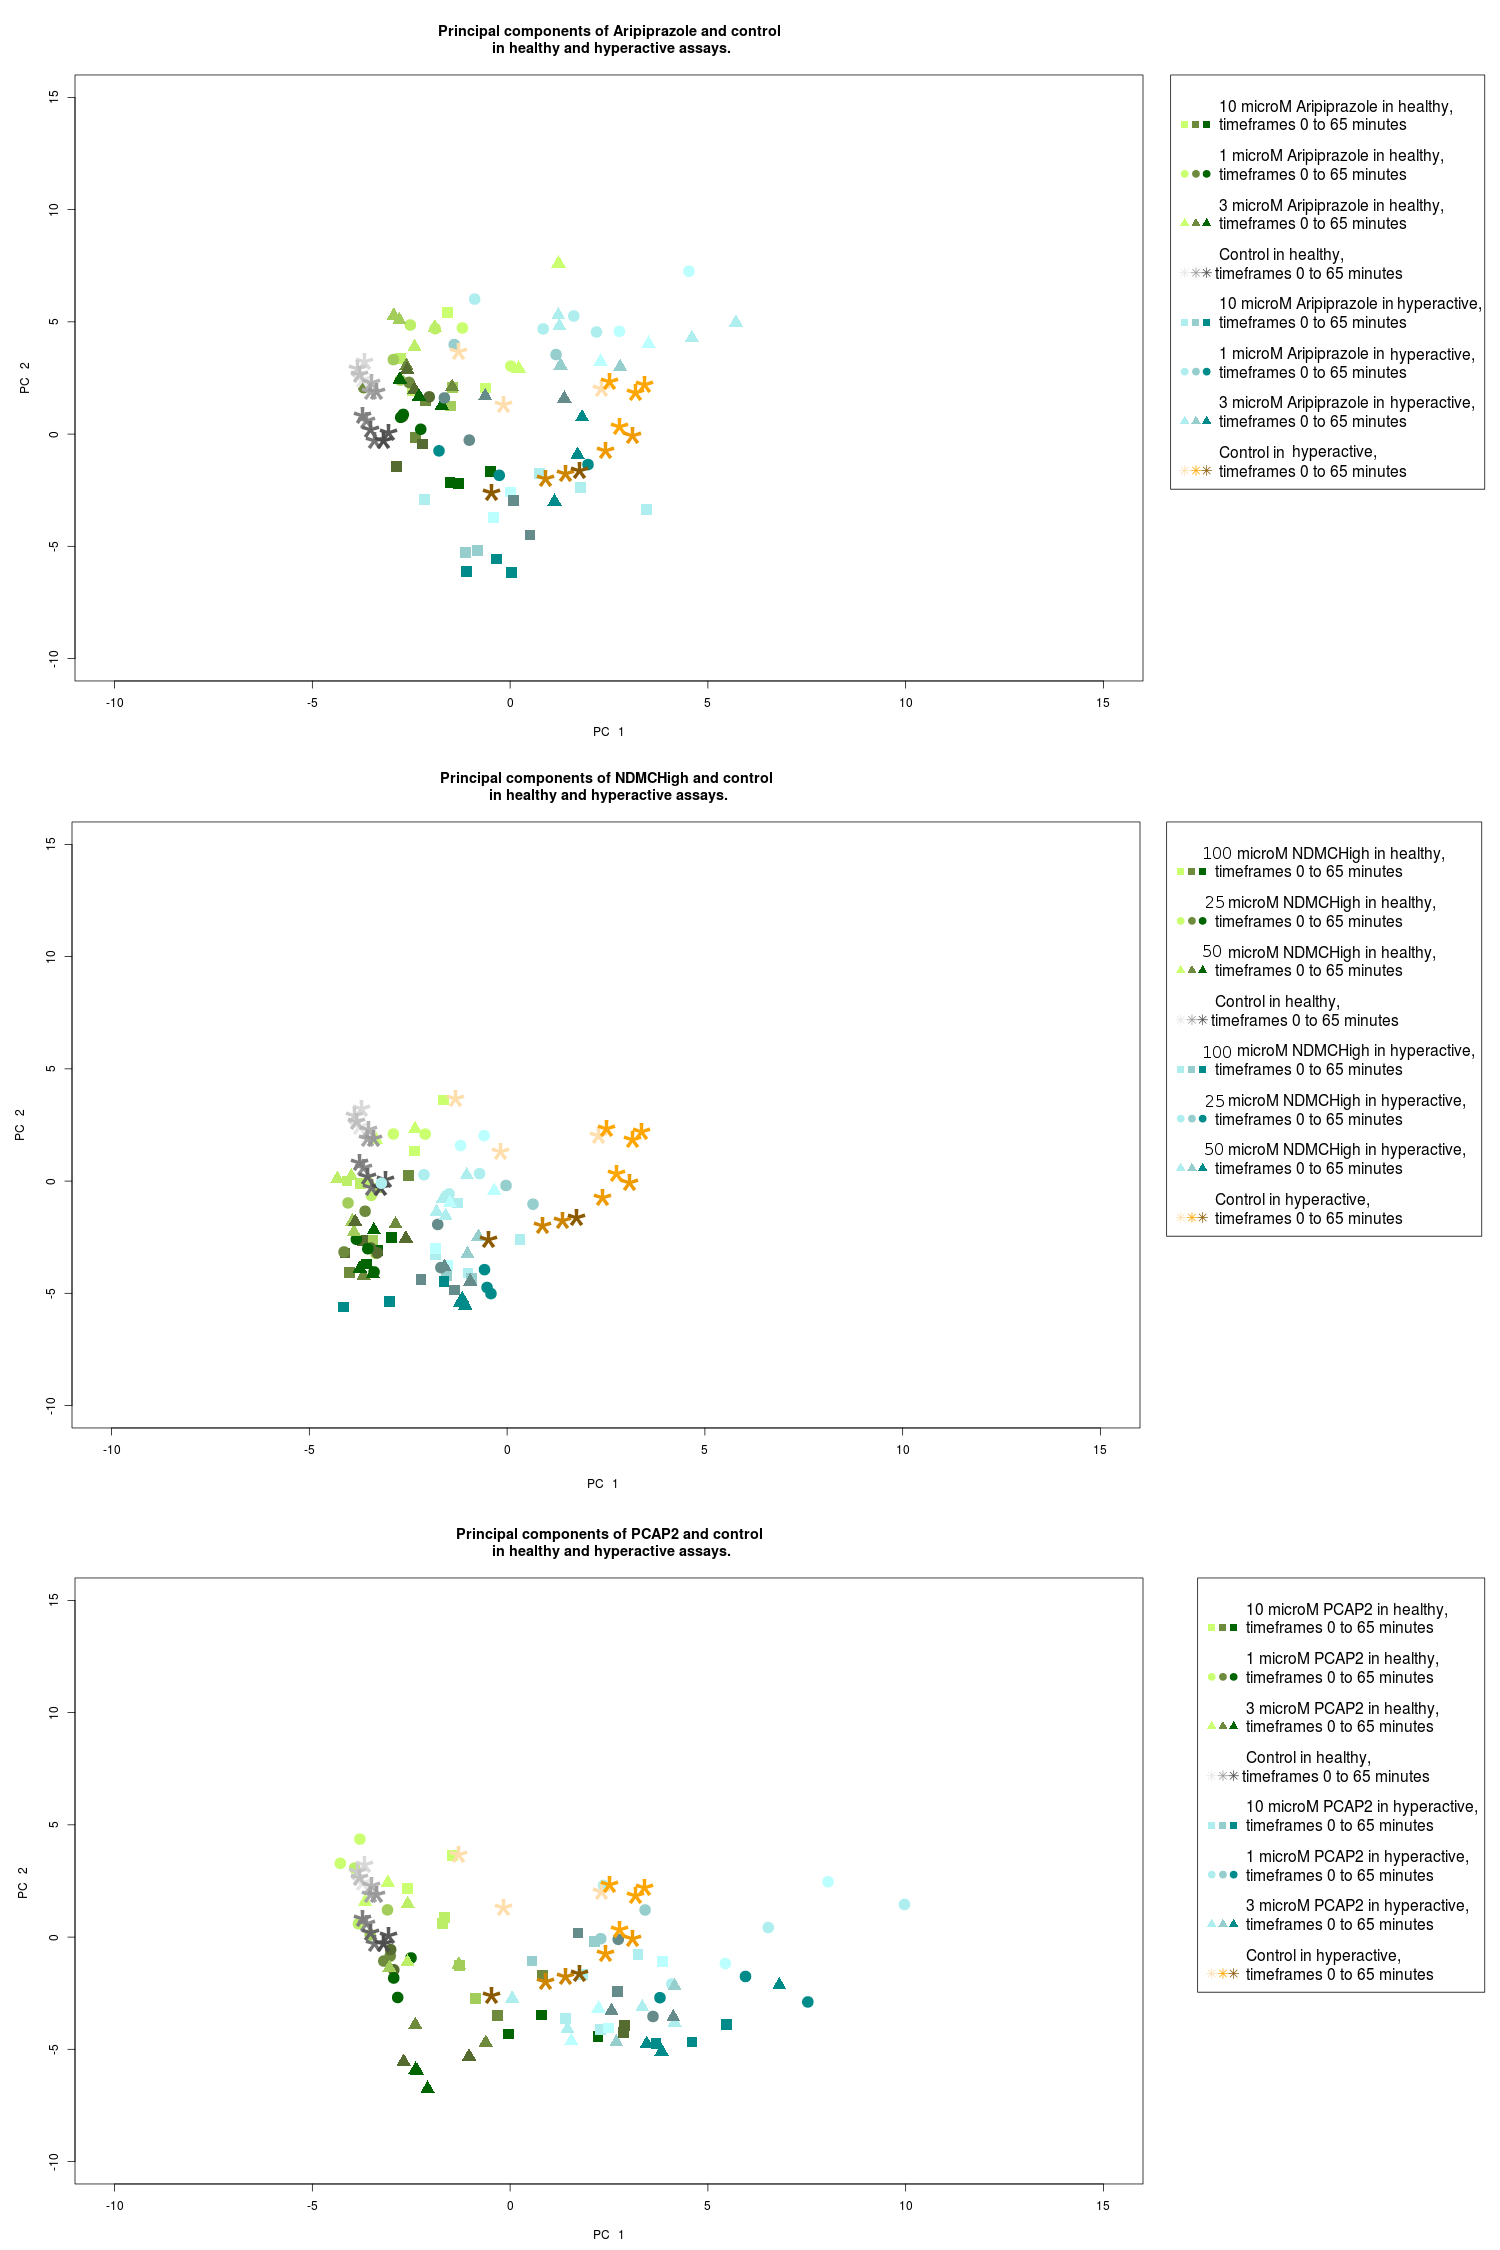 Principal components of Aripiprazole and control
in healthy and hyperactive assays.
15
10
5
0
-5
-10
PC 2
-10
-5
0
5
10
15
PC 1
10 microM Aripiprazole in healthy,
timeframes 0 to 65 minutes
1 microM Aripiprazole in healthy,
timeframes 0 to 65 minutes
3 microM Aripiprazole in healthy,
timeframes 0 to 65 minutes
Control in healthy,
timeframes 0 to 65 minutes
10 microM Aripiprazole in hyperactive,
timeframes 0 to 65 minutes
1 microM Aripiprazole in hyperactive,
timeframes 0 to 65 minutes
3 microM Aripiprazole in hyperactive,
timeframes 0 to 65 minutes
Control in hyperactive,
timeframes 0 to 65 minutes
Principal components of NDMCHigh and control
in healthy and hyperactive assays.
15
10
5
0
-5
-10
PC 2
-10
-5
0
5
10
15
PC 1
100 microM NDMCHigh in healthy,
timeframes 0 to 65 minutes
25 microM NDMCHigh in healthy,
timeframes 0 to 65 minutes
50 microM NDMCHigh in healthy,
timeframes 0 to 65 minutes
Control in healthy,
timeframes 0 to 65 minutes
100 microM NDMCHigh in hyperactive,
timeframes 0 to 65 minutes
25 microM NDMCHigh in hyperactive,
timeframes 0 to 65 minutes
50 microM NDMCHigh in hyperactive,
timeframes 0 to 65 minutes
Control in hyperactive,
timeframes 0 to 65 minutes
Principal components of PCAP2 and control
in healthy and hyperactive assays.
15
10
5
0
-5
-10
PC 2
-10
-5
0
5
10
15
PC 1
10 microM PCAP2 in healthy,
timeframes 0 to 65 minutes
1 microM PCAP2 in healthy,
timeframes 0 to 65 minutes
3 microM PCAP2 in healthy,
timeframes 0 to 65 minutes
Control in healthy,
timeframes 0 to 65 minutes
10 microM PCAP2 in hyperactive,
timeframes 0 to 65 minutes
1 microM PCAP2 in hyperactive,
timeframes 0 to 65 minutes
3 microM PCAP2 in hyperactive,
timeframes 0 to 65 minutes
Control in hyperactive,
timeframes 0 to 65 minutes